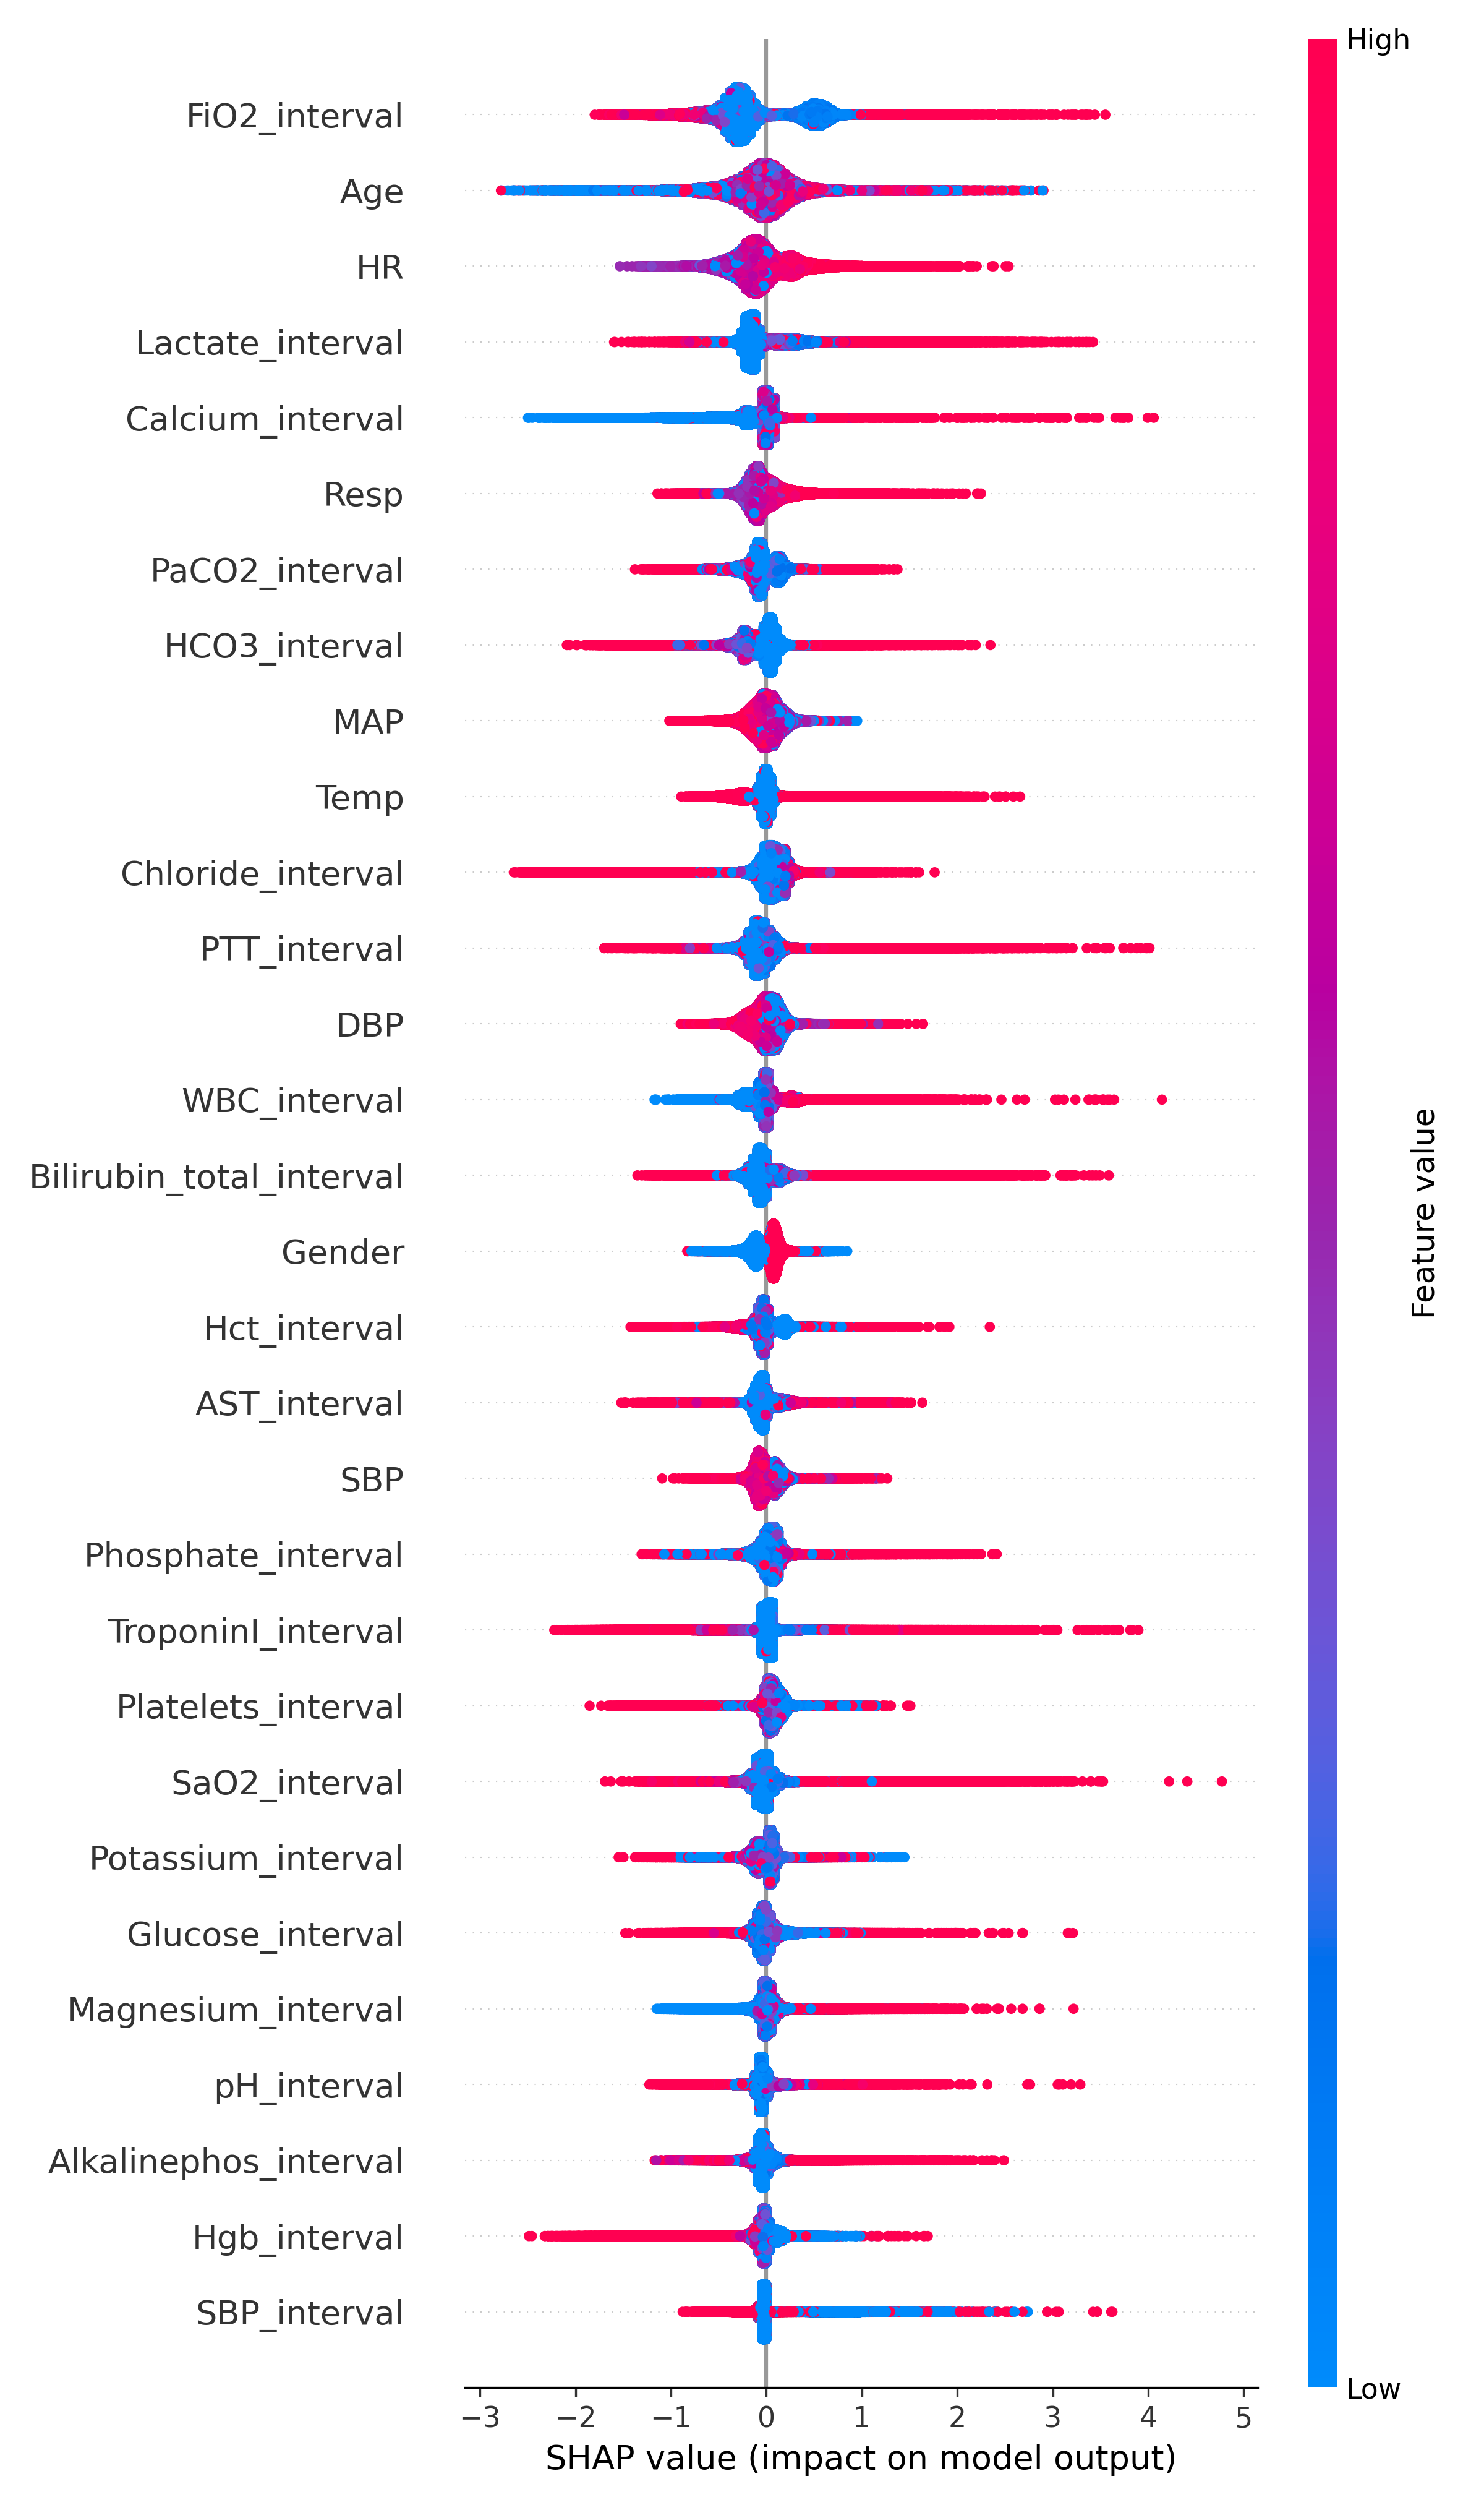 High
FiO2_interval
Age
HR
Lactate_interval
Calcium_interval
Resp
PaCO2_interval
HCO3_interval
MAP
Temp
Chloride_interval
PTT_interval
DBP
WBC_interval
Bilirubin_total_interval
Gender
Hct_interval
AST_interval
SBP
Phosphate_interval
TroponinI_interval
Platelets_interval
SaO2_interval
Potassium_interval
Glucose_interval
Magnesium_interval
pH_interval
Alkalinephos_interval
Hgb_interval
SBP_interval
Feature value
Low
−3 −2 −1 0 1 2 3 4 5
SHAP value (impact on model output)